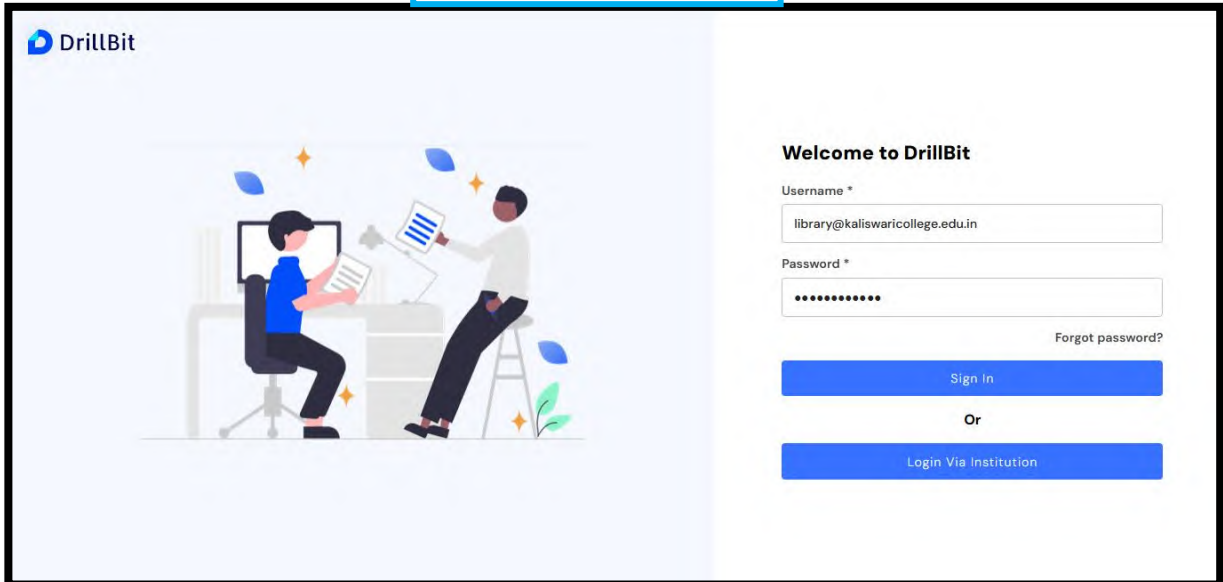 DrillBit
Welcome to DrillBit
Username *
library@kaliswaricollege.edu.in
Password *
••••••••••••
Forgot password?
Sign In
Or
Login Via Institution